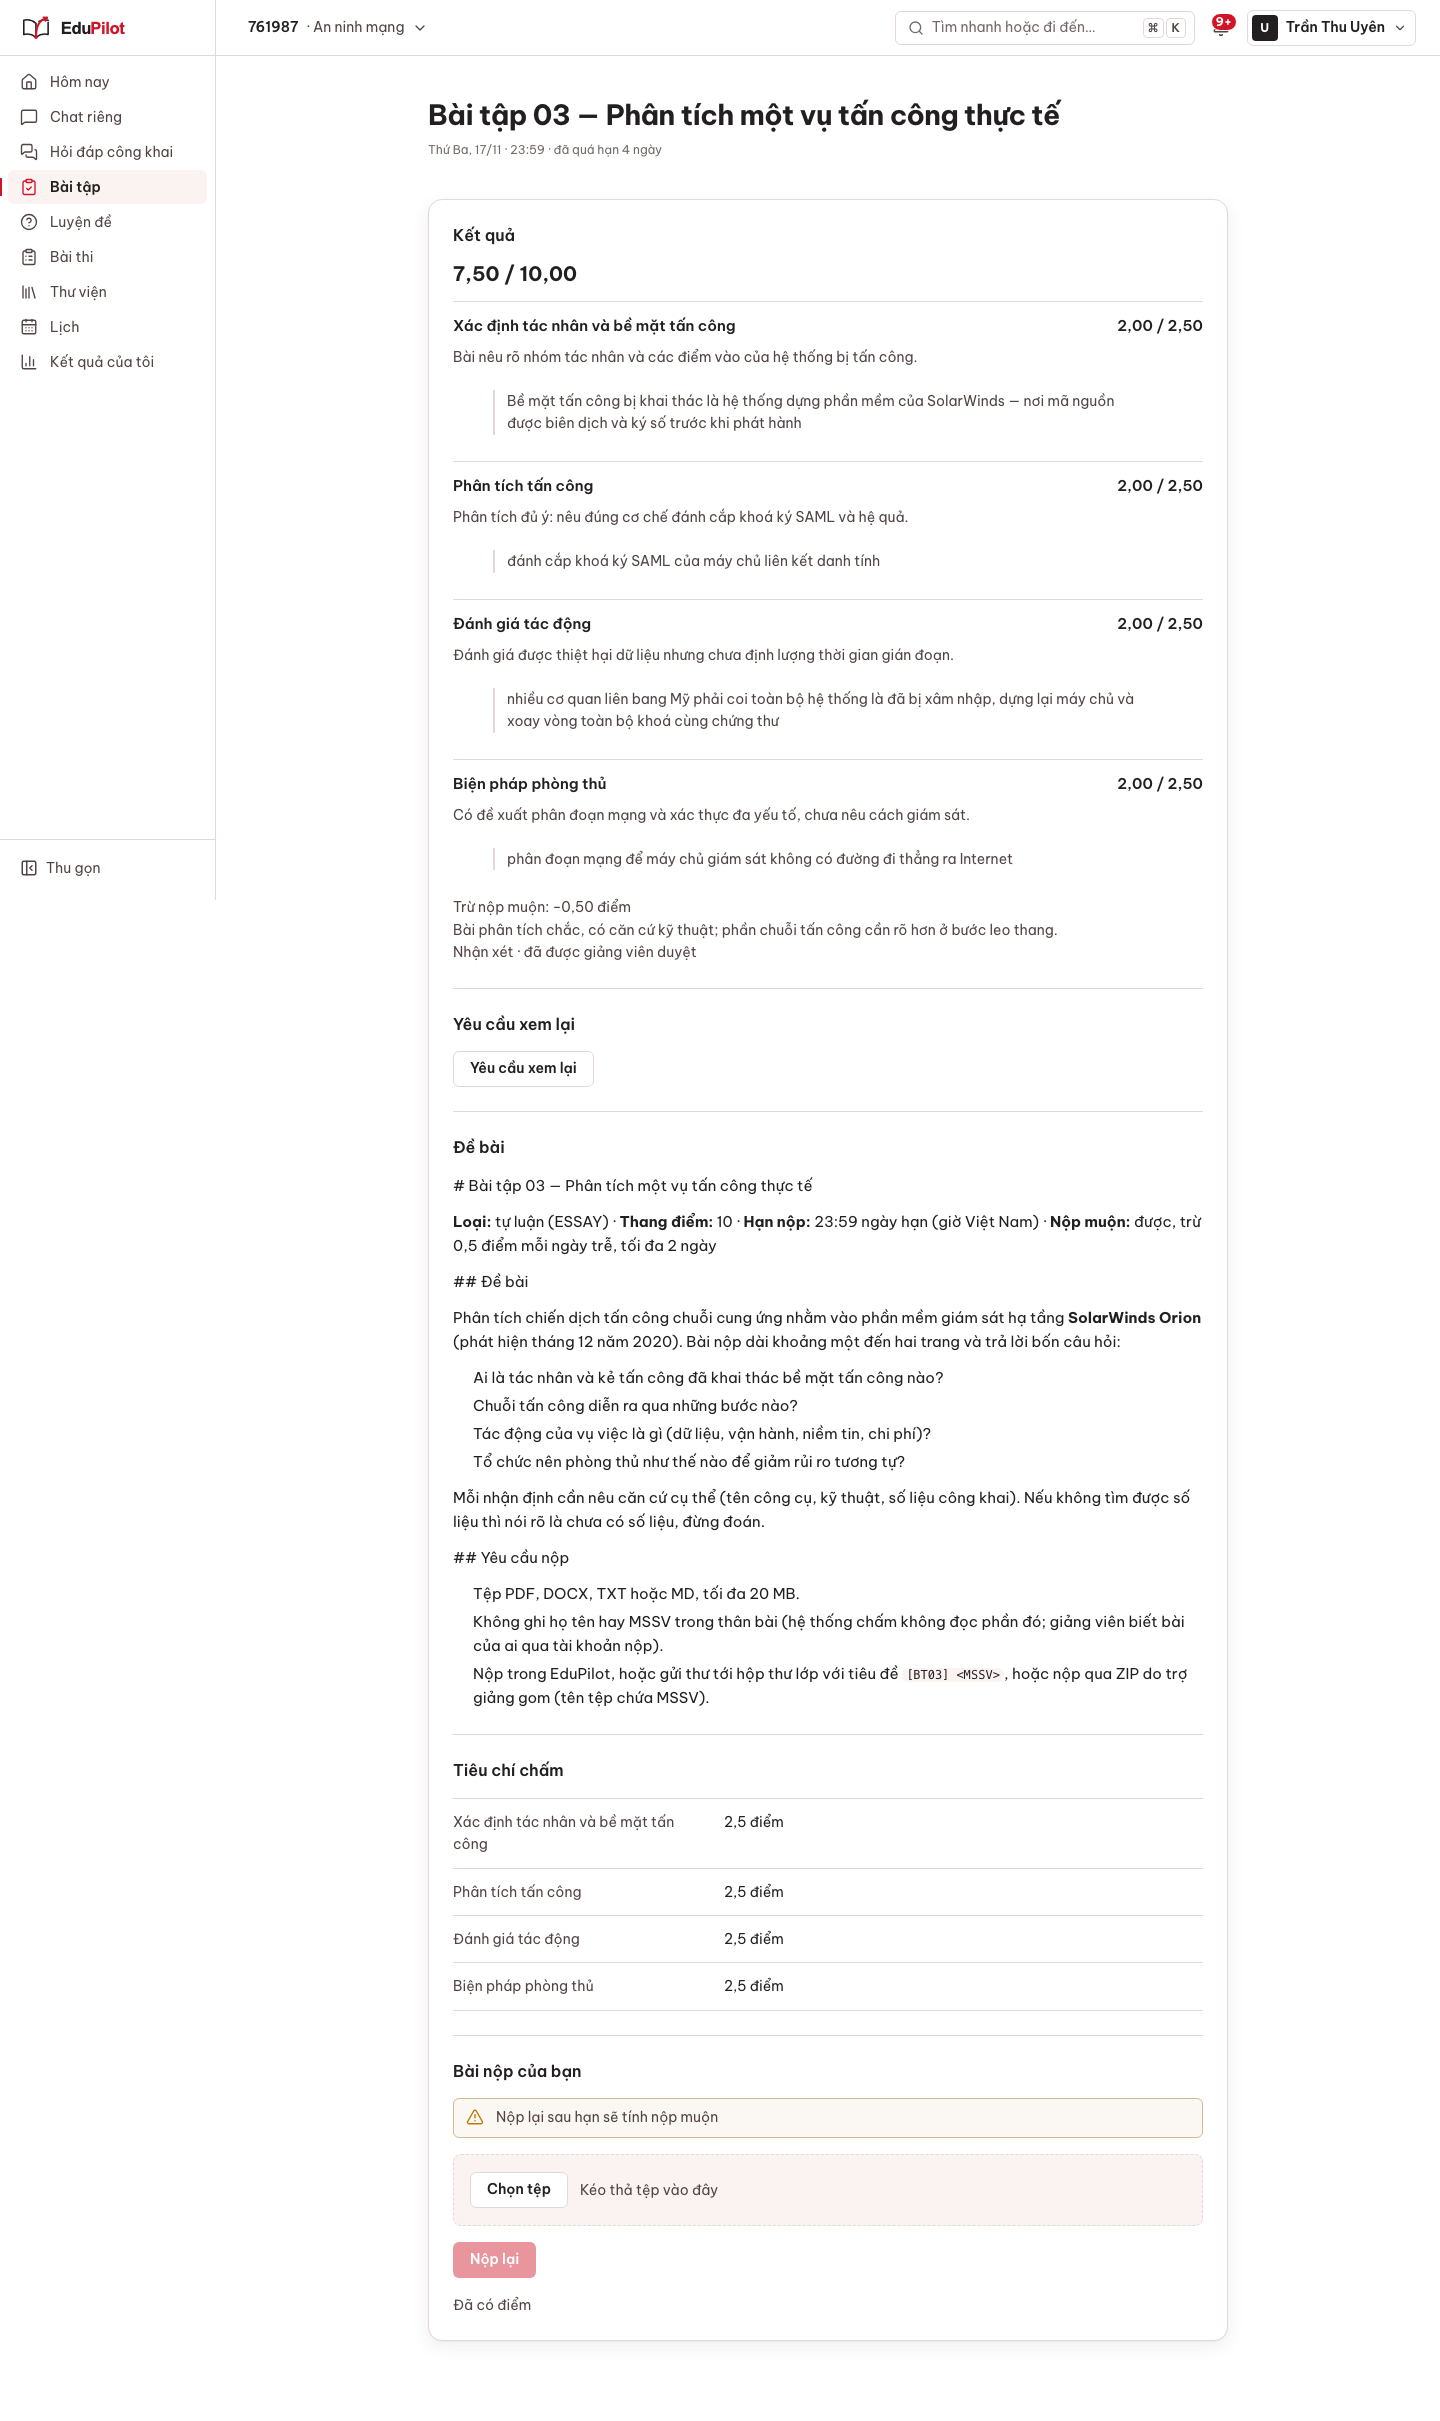 EduPilot
761987 · An ninh mạng
Tìm nhanh hoặc đi đến...
⌘ K
9+
U
Trần Thu Uyên
Hôm nay
Chat riêng
Hỏi đáp công khai
Bài tập
Luyện đề
Bài thi
Thư viện
Lịch
Kết quả của tôi
Thu gọn
Bài tập 03 — Phân tích một vụ tấn công thực tế
Thứ Ba, 17/11 · 23:59 · đã quá hạn 4 ngày
Kết quả
7,50 / 10,00
Xác định tác nhân và bề mặt tấn công 2,00 / 2,50
Bài nêu rõ nhóm tác nhân và các điểm vào của hệ thống bị tấn công.
Bề mặt tấn công bị khai thác là hệ thống dựng phần mềm của SolarWinds — nơi mã nguồn
được biên dịch và ký số trước khi phát hành
Phân tích tấn công 2,00 / 2,50
Phân tích đủ ý: nêu đúng cơ chế đánh cắp khoá ký SAML và hệ quả.
đánh cắp khoá ký SAML của máy chủ liên kết danh tính
Đánh giá tác động 2,00 / 2,50
Đánh giá được thiệt hại dữ liệu nhưng chưa định lượng thời gian gián đoạn.
nhiều cơ quan liên bang Mỹ phải coi toàn bộ hệ thống là đã bị xâm nhập, dựng lại máy chủ và
xoay vòng toàn bộ khoá cùng chứng thư
Biện pháp phòng thủ 2,00 / 2,50
Có đề xuất phân đoạn mạng và xác thực đa yếu tố, chưa nêu cách giám sát.
phân đoạn mạng để máy chủ giám sát không có đường đi thẳng ra Internet
Trừ nộp muộn: -0,50 điểm
Bài phân tích chắc, có căn cứ kỹ thuật; phần chuỗi tấn công cần rõ hơn ở bước leo thang.
Nhận xét · đã được giảng viên duyệt
Yêu cầu xem lại
Yêu cầu xem lại
Đề bài
# Bài tập 03 — Phân tích một vụ tấn công thực tế
Loại: tự luận (ESSAY) · Thang điểm: 10 · Hạn nộp: 23:59 ngày hạn (giờ Việt Nam) · Nộp muộn: được, trừ
0,5 điểm mỗi ngày trễ, tối đa 2 ngày
## Đề bài
Phân tích chiến dịch tấn công chuỗi cung ứng nhằm vào phần mềm giám sát hạ tầng SolarWinds Orion
(phát hiện tháng 12 năm 2020). Bài nộp dài khoảng một đến hai trang và trả lời bốn câu hỏi:
Ai là tác nhân và kẻ tấn công đã khai thác bề mặt tấn công nào?
Chuỗi tấn công diễn ra qua những bước nào?
Tác động của vụ việc là gì (dữ liệu, vận hành, niềm tin, chi phí)?
Tổ chức nên phòng thủ như thế nào để giảm rủi ro tương tự?
Mỗi nhận định cần nêu căn cứ cụ thể (tên công cụ, kỹ thuật, số liệu công khai). Nếu không tìm được số
liệu thì nói rõ là chưa có số liệu, đừng đoán.
## Yêu cầu nộp
Tệp PDF, DOCX, TXT hoặc MD, tối đa 20 MB.
Không ghi họ tên hay MSSV trong thân bài (hệ thống chấm không đọc phần đó; giảng viên biết bài
của ai qua tài khoản nộp).
Nộp trong EduPilot, hoặc gửi thư tới hộp thư lớp với tiêu đề [BT03] <MSSV>, hoặc nộp qua ZIP do trợ
giảng gom (tên tệp chứa MSSV).
Tiêu chí chấm
Xác định tác nhân và bề mặt tấn 2,5 điểm
công
Phân tích tấn công 2,5 điểm
Đánh giá tác động 2,5 điểm
Biện pháp phòng thủ 2,5 điểm
Bài nộp của bạn
Nộp lại sau hạn sẽ tính nộp muộn
Chọn tệp Kéo thả tệp vào đây
Nộp lại
Đã có điểm